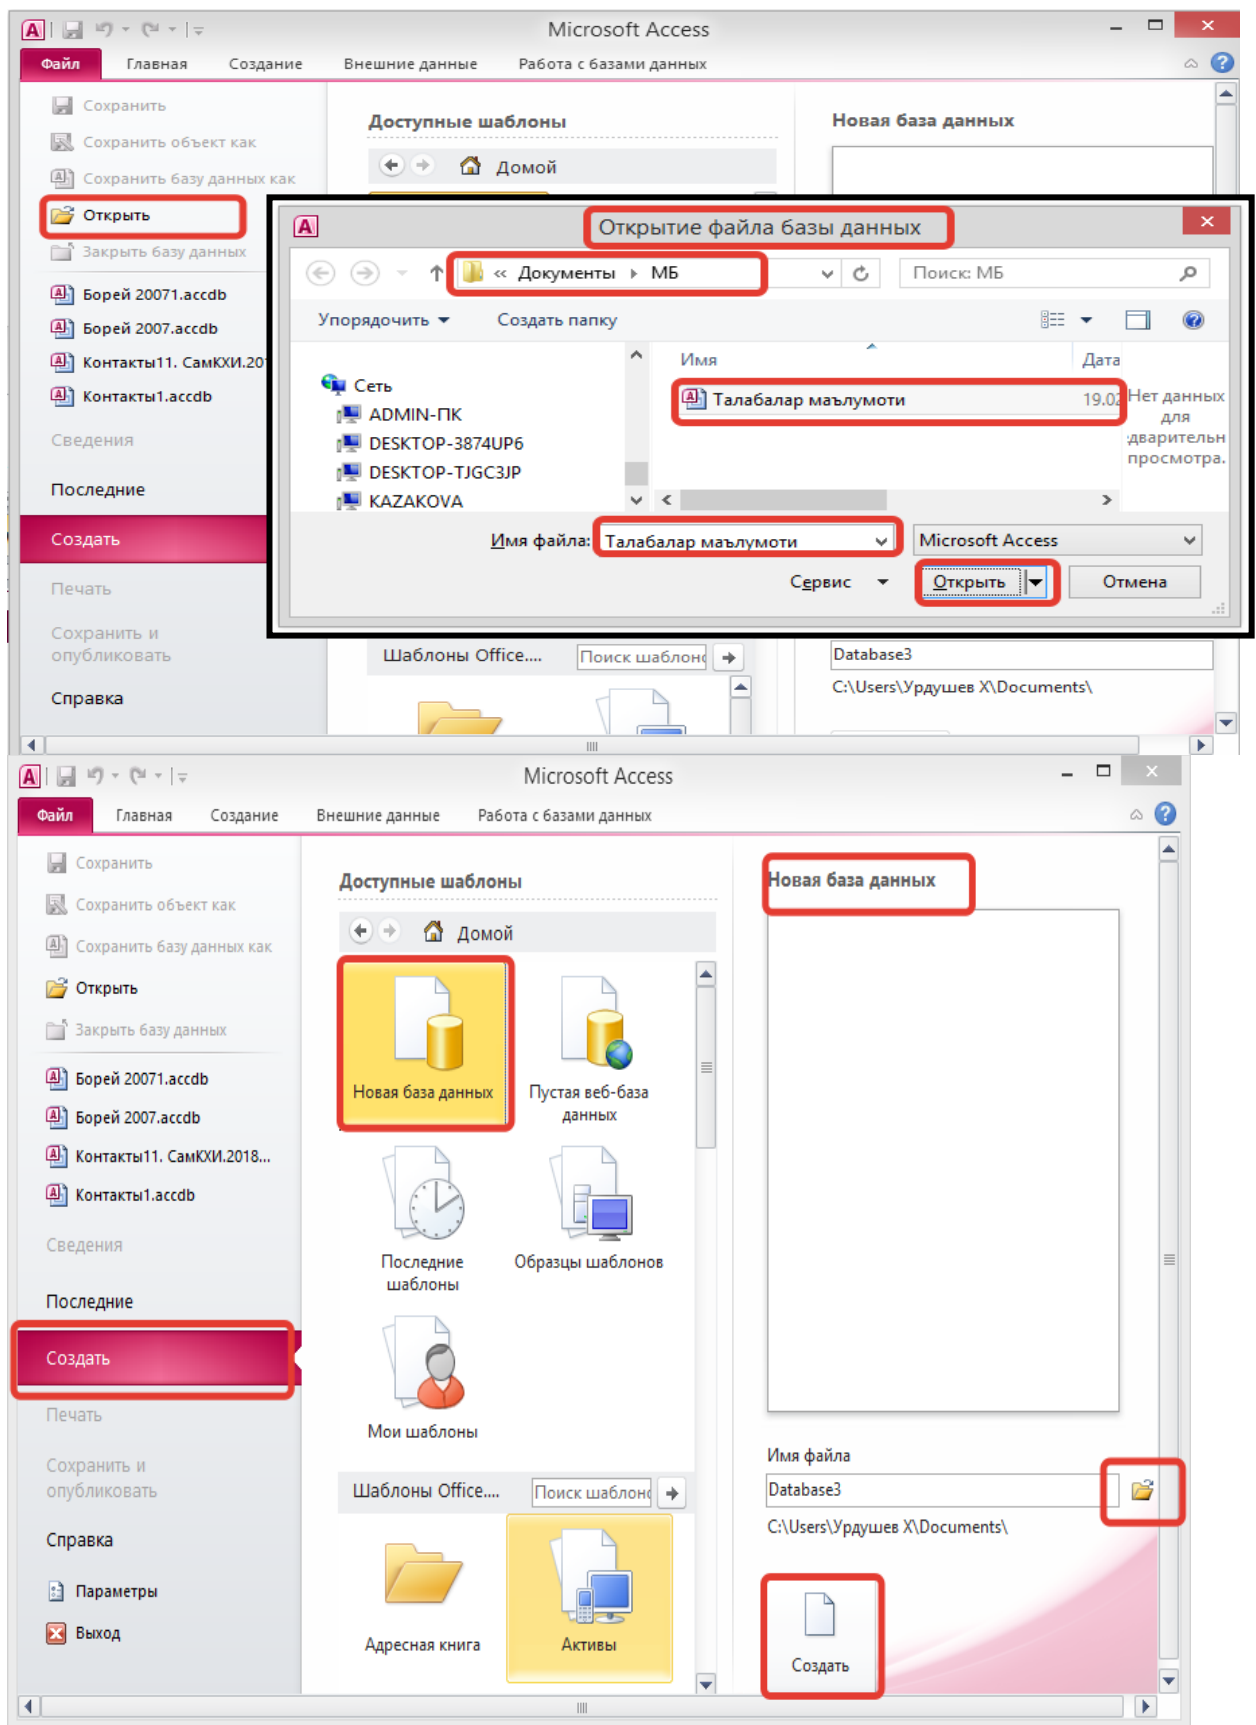 Microsoft Access
Файл Главная Создание Внешние данные Работа с базами данных
Сохранить
Сохранить объект как
Сохранить базу данных как
Открыть
Закрыть базу данных
Борей 20071.accdb
Борей 2007.accdb
Контакты11. СамКХИ.20
Контакты1.accdb
Сведения
Последние
Создать
Печать
Сохранить и
опубликовать
Справка
Доступные шаблоны
Домой
Новая база данных
Открытие файла базы данных
« Документы МБ
Поиск: МБ
Упорядочить Создать папку
Сеть
ADMIN-ПК
DESKTOP-3874UP6
DESKTOP-TJGC3JP
KAZAKOVA
Имя Дата
Талабалар маълумоти 19.02
Нет данных
для
дварительн
просмотра.
Имя файла: Талабалар маълумоти Microsoft Access
Сервис Открыть Отмена
Шаблоны Office.... Поиск шаблонс
Database3
C:\Users\Урдушев Х\Documents\
Microsoft Access
Файл Главная Создание Внешние данные Работа с базами данных
Сохранить
Сохранить объект как
Сохранить базу данных как
Открыть
Закрыть базу данных
Борей 20071.accdb
Борей 2007.accdb
Контакты11. СамКХИ.2018...
Контакты1.accdb
Сведения
Последние
Создать
Печать
Сохранить и
опубликовать
Справка
Параметры
Выход
Доступные шаблоны
Домой
Новая база данных
Пустая веб-база
данных
Последние
шаблоны
Образцы шаблонов
Мои шаблоны
Шаблоны Office.... Поиск шаблонс
Адресная книга
Активы
Новая база данных
Имя файла
Database3
C:\Users\Урдушев Х\Documents\
Создать